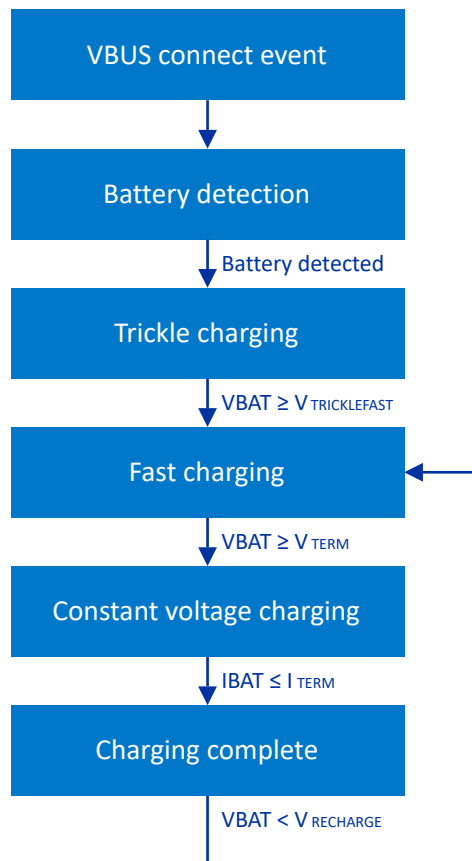 VBUS connect event
Battery detection
Battery detected
Trickle charging
VBAT ≥ V TRICKLEFAST
Fast charging
VBAT ≥ V TERM
Constant voltage charging
IBAT ≤ I TERM
Charging complete
VBAT < V RECHARGE